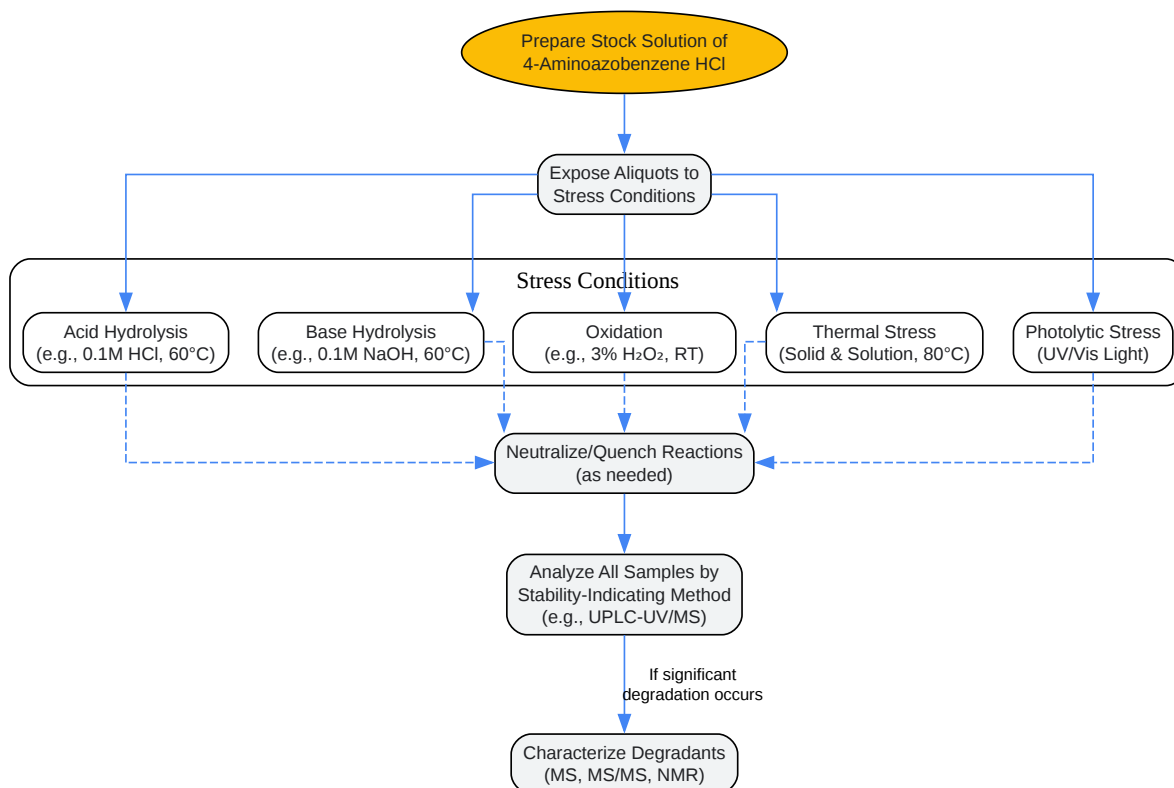 Prepare Stock Solution of
4-Aminoazobenzene HCl
Expose Aliquots to
Stress Conditions
Stress Conditions
Acid Hydrolysis
(e.g., 0.1M HCl, 60°C)
Base Hydrolysis
(e.g., 0.1M NaOH, 60°C)
Oxidation
(e.g., 3% H₂O₂, RT)
Thermal Stress
(Solid & Solution, 80°C)
Photolytic Stress
(UV/Vis Light)
Neutralize/Quench Reactions
(as needed)
Analyze All Samples by
Stability-Indicating Method
(e.g., UPLC-UV/MS)
If significant
degradation occurs
Characterize Degradants
(MS, MS/MS, NMR)